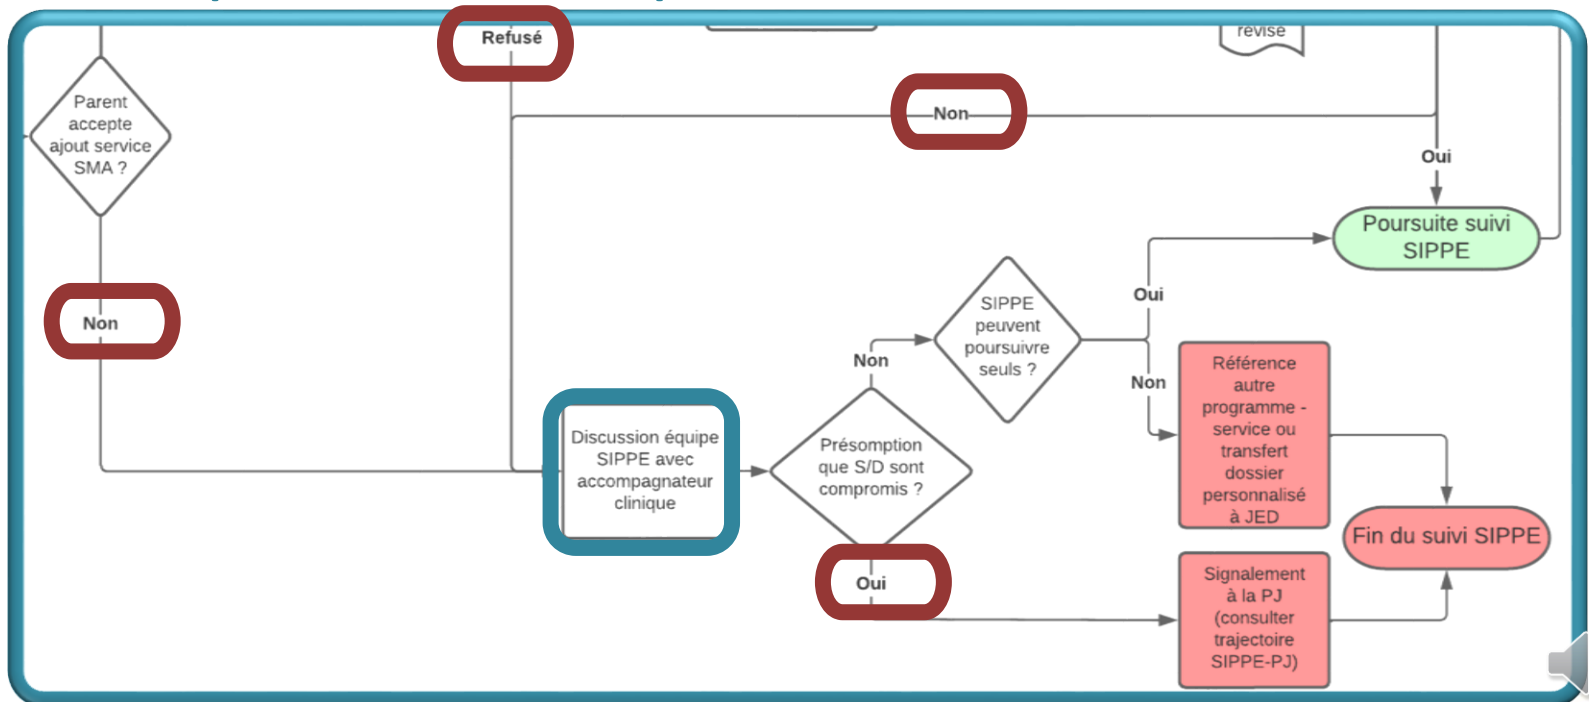 Refusé
révisé
Parent
accepte
ajout service
SMA ?
Non
Oui
Poursuite suivi
SIPPE
Non
SIPPE
peuvent
poursuivre
seuls ?
Oui
Non
Non
Discussion équipe
SIPPE avec
accompagnateur
clinique
Présomption
que S/D sont
compromis ?
Oui
Référence
autre
programme -
service ou
transfert
dossier
personnalisé
à JED
Fin du suivi SIPPE
Signalement
à la PJ
(consulter
trajectoire
SIPPE-PJ)